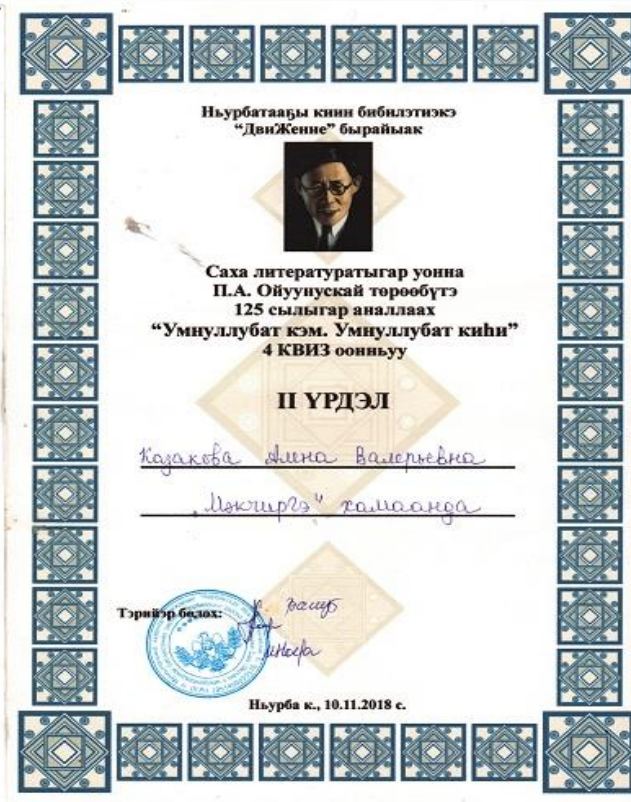 Ньурбатааҕы киин бибилэтиэкэ
“ДвиЖение” бырайыак
Саха литературатыгар уонна
П.А. Ойуунускай төрөөбүтэ
125 сылыгар аналлаах
“Умнуллубат кэм. Умнуллубат киһи”
4 КВИЗ оонньуу
II ҮРДЭЛ
Казакова Алена Валерьевна
„Мэкчиргэ“ хамаанда
Тэрийэр бөлөх:
Ньурба к., 10.11.2018 с.